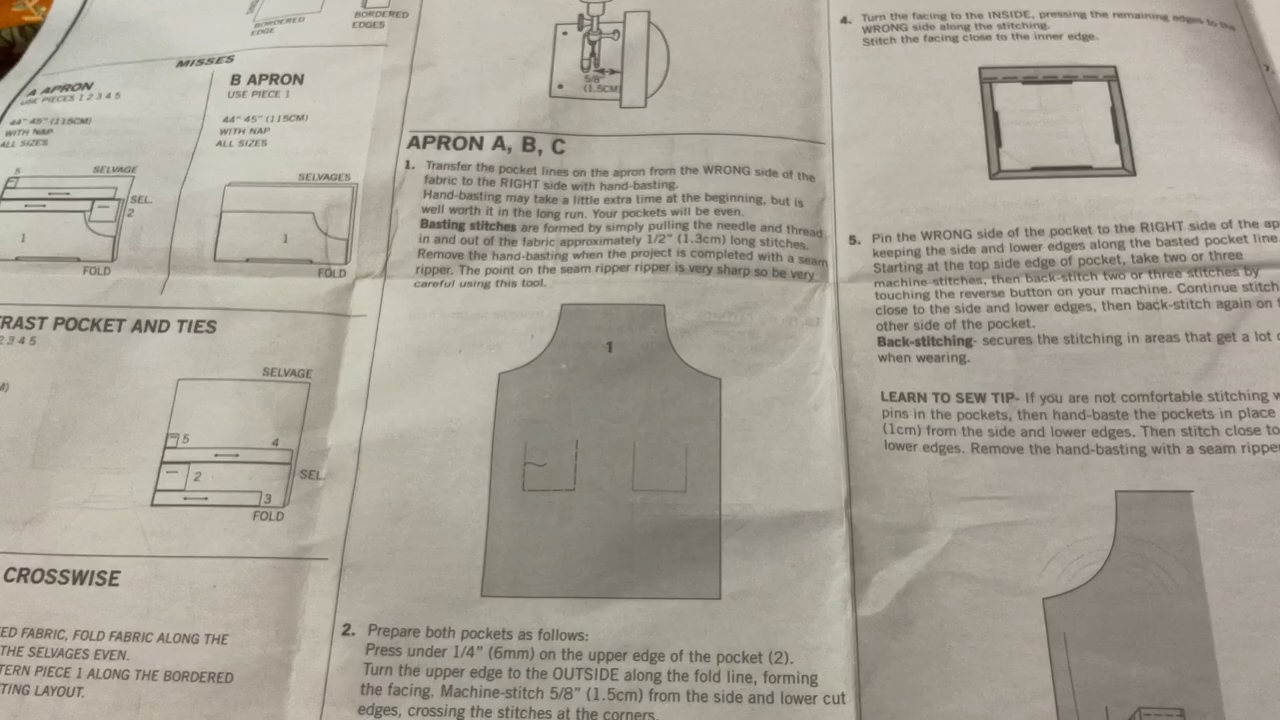 BORDERED
EDGE
BORDERED
EDGES
MISSES
A APRON
USE PIECES 1 2 3 4 5
44" 45" (115CM)
WITH NAP
ALL SIZES
5
SELVAGE
SEL.
2
1
FOLD
B APRON
USE PIECE 1
44" 45" (115CM)
WITH NAP
ALL SIZES
SELVAGES
1
FOLD
RAST POCKET AND TIES
2 3 4 5
M)
SELVAGE
5
4
2
SEL.
3
FOLD
CROSSWISE
ED FABRIC, FOLD FABRIC ALONG THE
THE SELVAGES EVEN.
TERN PIECE 1 ALONG THE BORDERED
TING LAYOUT.
5/8"
(1.5CM)
APRON A, B, C
1. Transfer the pocket lines on the apron from the WRONG side of the
fabric to the RIGHT side with hand-basting.
Hand-basting may take a little extra time at the beginning, but is
well worth it in the long run. Your pockets will be even.
Basting stitches are formed by simply pulling the needle and thread
in and out of the fabric approximately 1/2" (1.3cm) long stitches.
Remove the hand-basting when the project is completed with a seam
ripper. The point on the seam ripper ripper is very sharp so be very
careful using this tool.
1
2. Prepare both pockets as follows:
Press under 1/4" (6mm) on the upper edge of the pocket (2).
Turn the upper edge to the OUTSIDE along the fold line, forming
the facing. Machine-stitch 5/8" (1.5cm) from the side and lower cut
edges, crossing the stitches at the corners.
4. Turn the facing to the INSIDE, pressing the remaining edges to the
WRONG side along the stitching.
Stitch the facing close to the inner edge.
5. Pin the WRONG side of the pocket to the RIGHT side of the ap
keeping the side and lower edges along the basted pocket line
Starting at the top side edge of pocket, take two or three
machine-stitches, then back-stitch two or three stitches by
touching the reverse button on your machine. Continue stitch
close to the side and lower edges, then back-stitch again on
other side of the pocket.
Back-stitching- secures the stitching in areas that get a lot
when wearing.
LEARN TO SEW TIP- If you are not comfortable stitching
pins in the pockets, then hand-baste the pockets in place
(1cm) from the side and lower edges. Then stitch close to
lower edges. Remove the hand-basting with a seam rippe